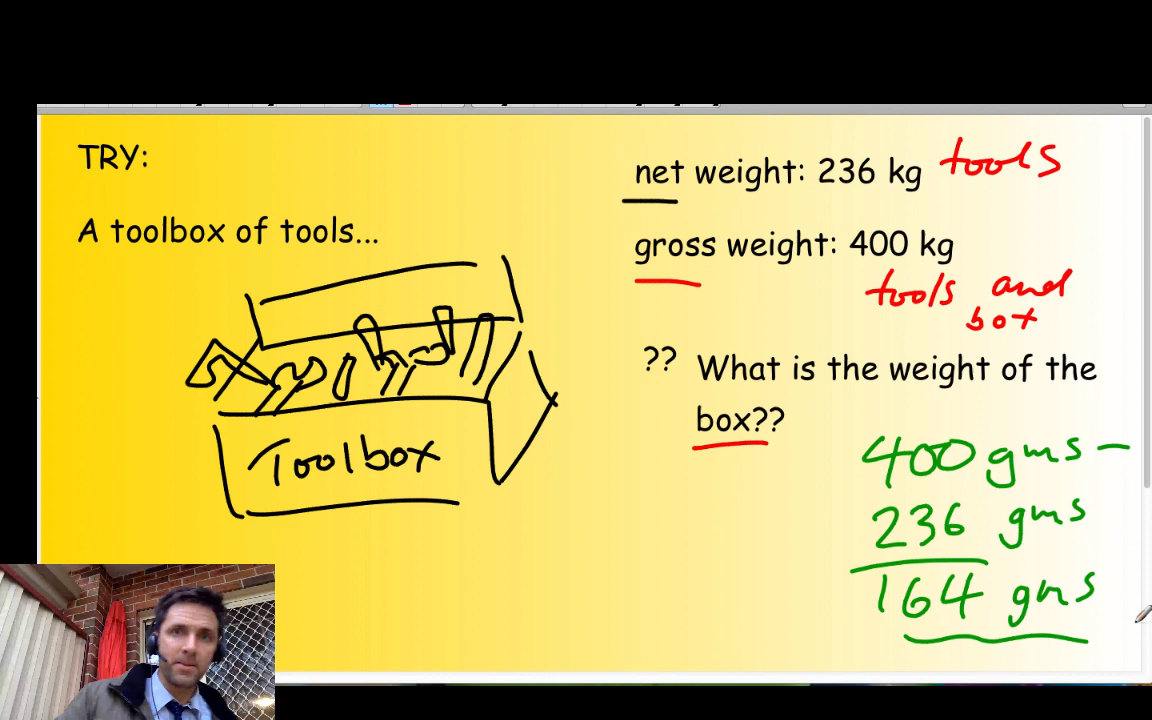 TRY:
A toolbox of tools...
Toolbox
net weight: 236 kg tools
gross weight: 400 kg
tools and
box
?? What is the weight of the
box??
400 gms -
236 gms
164 gms